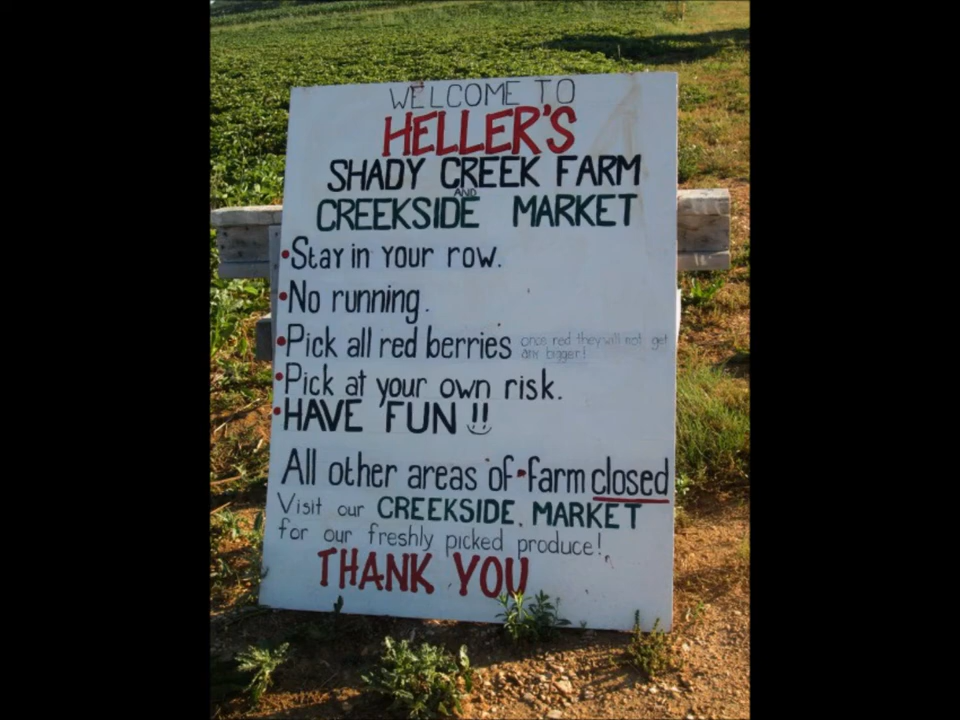 WELCOME TO
HELLER'S
SHADY CREEK FARM
AND
CREEKSIDE MARKET
• Stay in your row.
• No running.
• Pick all red berries once red they will not get
any bigger!
• Pick at your own risk.
• HAVE FUN!!
All other areas of farm closed
Visit our CREEKSIDE MARKET
for our freshly picked produce!
THANK YOU